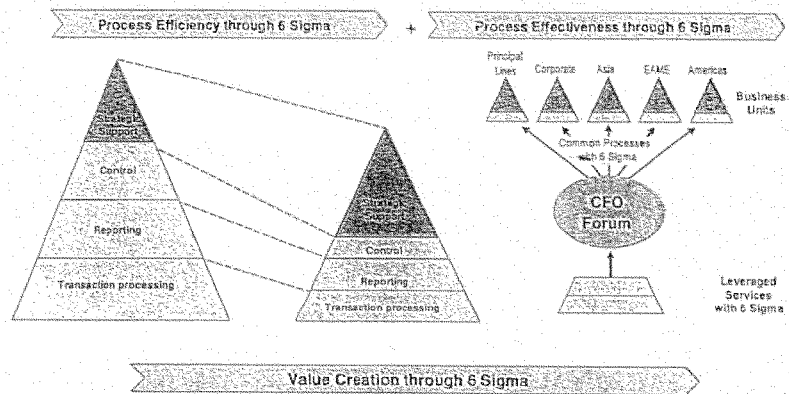 Process Efficiency through 6 Sigma
+
Process Effectiveness through 6 Sigma
Strategic
Support
Control
Reporting
Transaction processing
Strategic
Support
Control
Reporting
Transaction processing
Principal
Lines
Corporate
Asia
EAME
Americas
Business
Units
Common Processes
with 6 Sigma
CFO
Forum
Leveraged
Services
with 6 Sigma
Value Creation through 6 Sigma